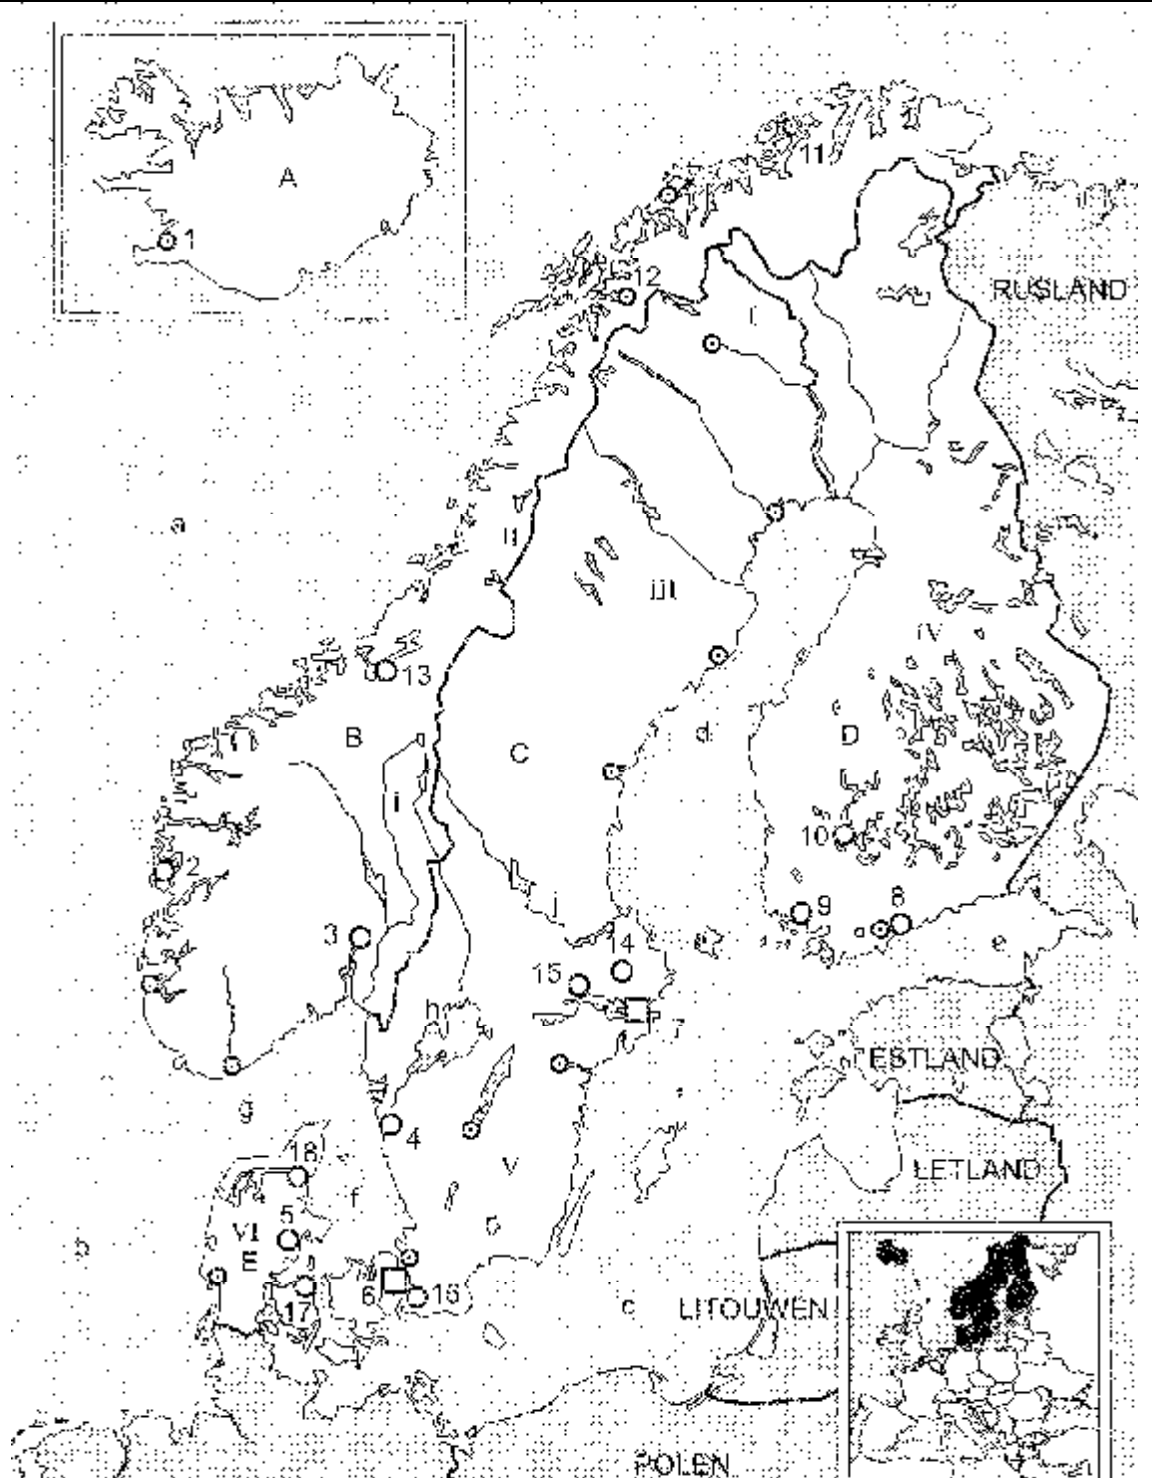 A
11
1
12
RUSLAND
I
a
II
III
IV
13
B
C
d
D
i
10
2
j
9
8
3
14
e
15
h
7
ESTLAND
g
4
18
V
LETLAND
f
5
VI
b
E
6
16
c
LITOUWEN
17
POLEN